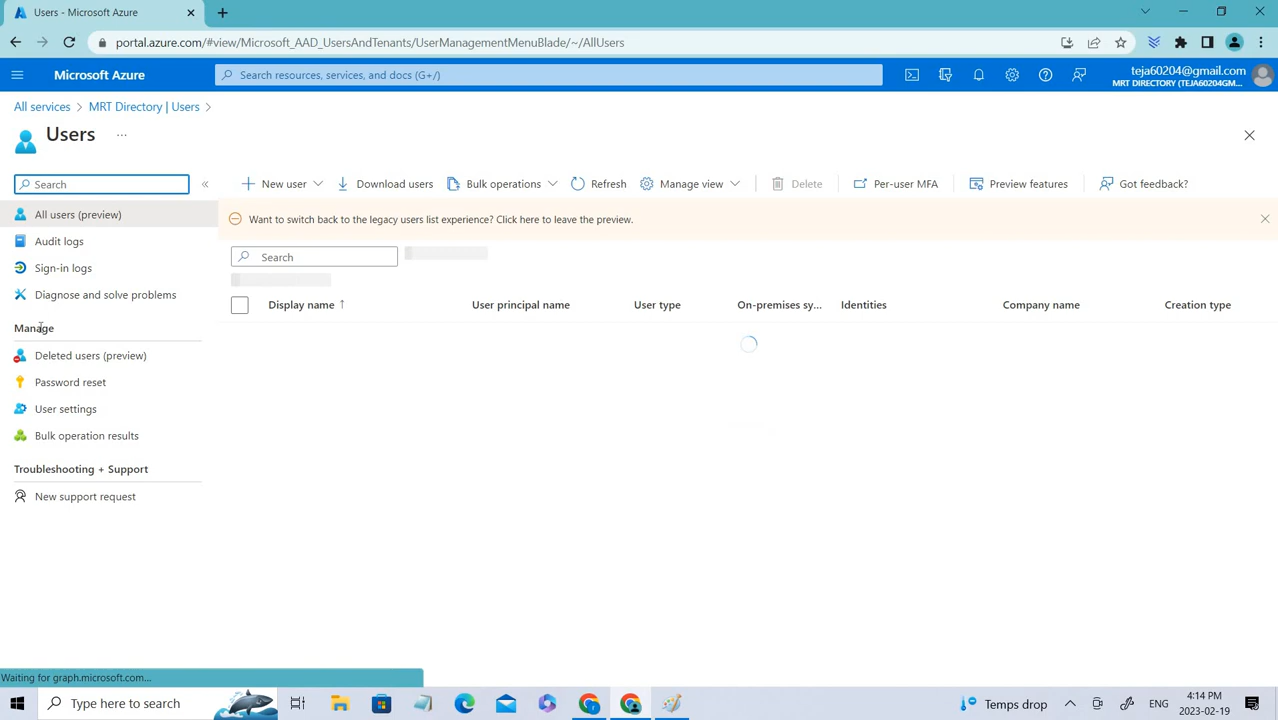 Users - Microsoft Azure
portal.azure.com/#view/Microsoft_AAD_UsersAndTenants/UserManagementMenuBlade/~/AllUsers
Microsoft Azure
Search resources, services, and docs (G+/)
teja60204@gmail.com
MRT DIRECTORY (TEJA60204GM...
All services > MRT Directory | Users >
Users ...
Search «
New user
Download users
Bulk operations
Refresh
Manage view
Delete
Per-user MFA
Preview features
Got feedback?
All users (preview)
Audit logs
Sign-in logs
Diagnose and solve problems
Manage
Deleted users (preview)
Password reset
User settings
Bulk operation results
Troubleshooting + Support
New support request
Want to switch back to the legacy users list experience? Click here to leave the preview.
Search
Display name ↑ User principal name User type On-premises sy... Identities Company name Creation type
Waiting for graph.microsoft.com...
Type here to search
Temps drop
ENG
4:14 PM
2023-02-19